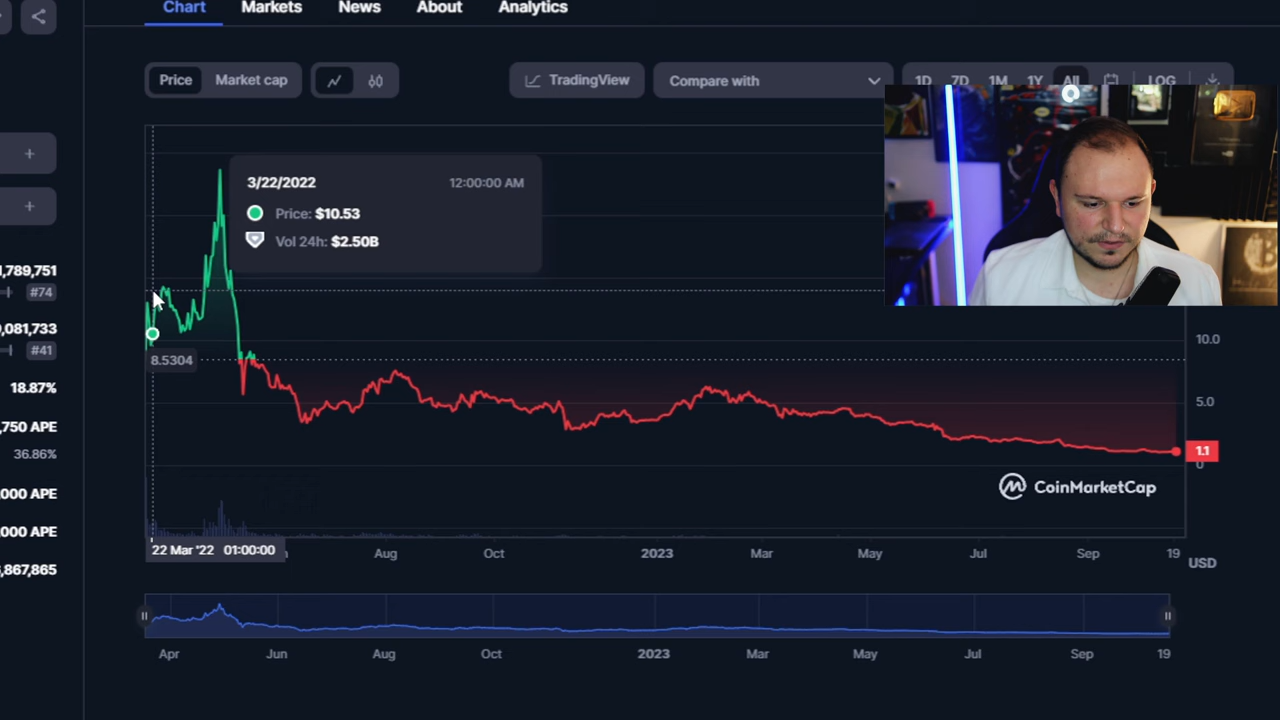 Chart Markets News About Analytics
Price Market cap TradingView Compare with 1D 7D 1M 1Y All LOG
3/22/2022 12:00:00 AM
Price: $10.53
Vol 24h: $2.50B
,789,751
#74
,081,733
#41
18.87%
,750 APE
36.86%
000 APE
000 APE
,867,865
8.5304
10.0
5.0
1.1
0
CoinMarketCap
22 Mar '22 01:00:00
Aug Oct 2023 Mar May Jul Sep 19
USD
Apr Jun Aug Oct 2023 Mar May Jul Sep 19